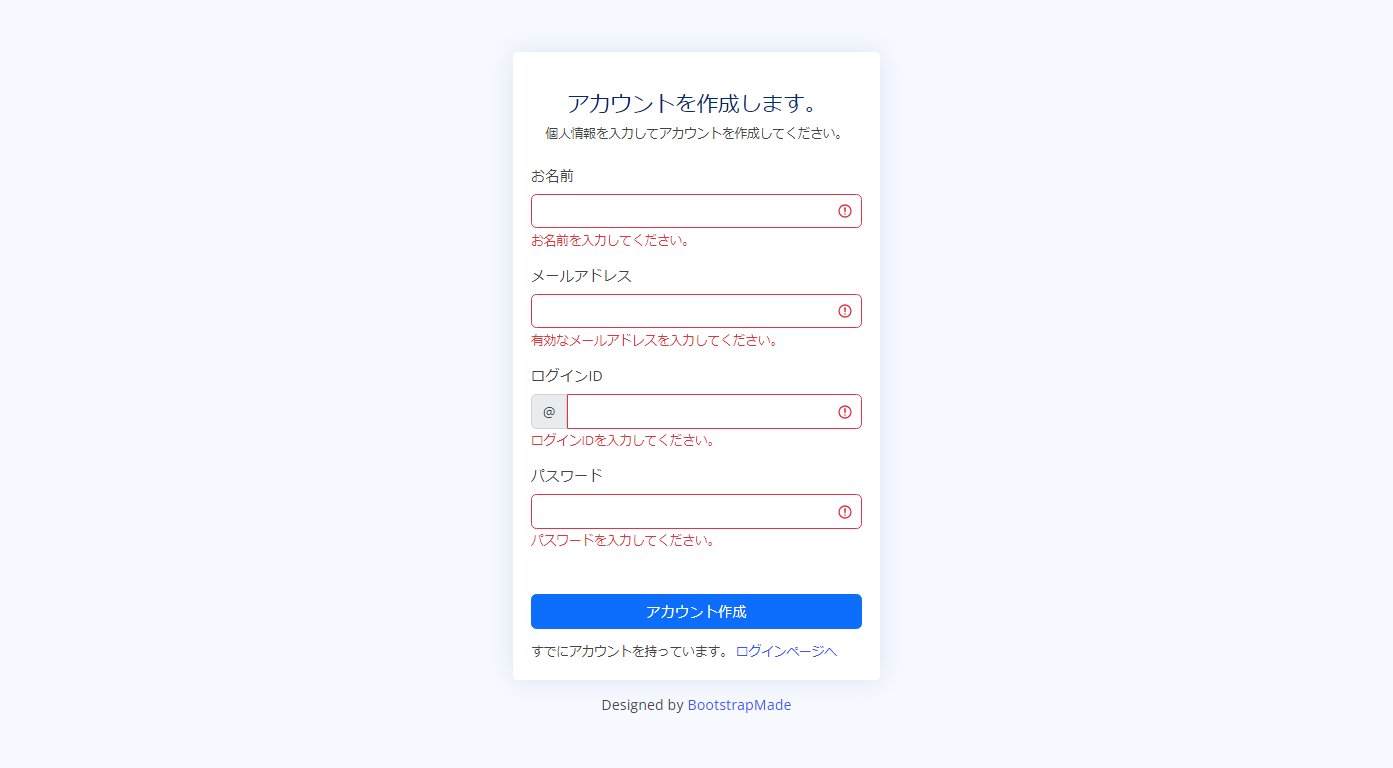 アカウントを作成します。
個人情報を入力してアカウントを作成してください。
お名前
お名前を入力してください。
メールアドレス
有効なメールアドレスを入力してください。
ログインID
@
ログインIDを入力してください。
パスワード
パスワードを入力してください。
アカウント作成
すでにアカウントを持っています。 ログインページへ
Designed by BootstrapMade